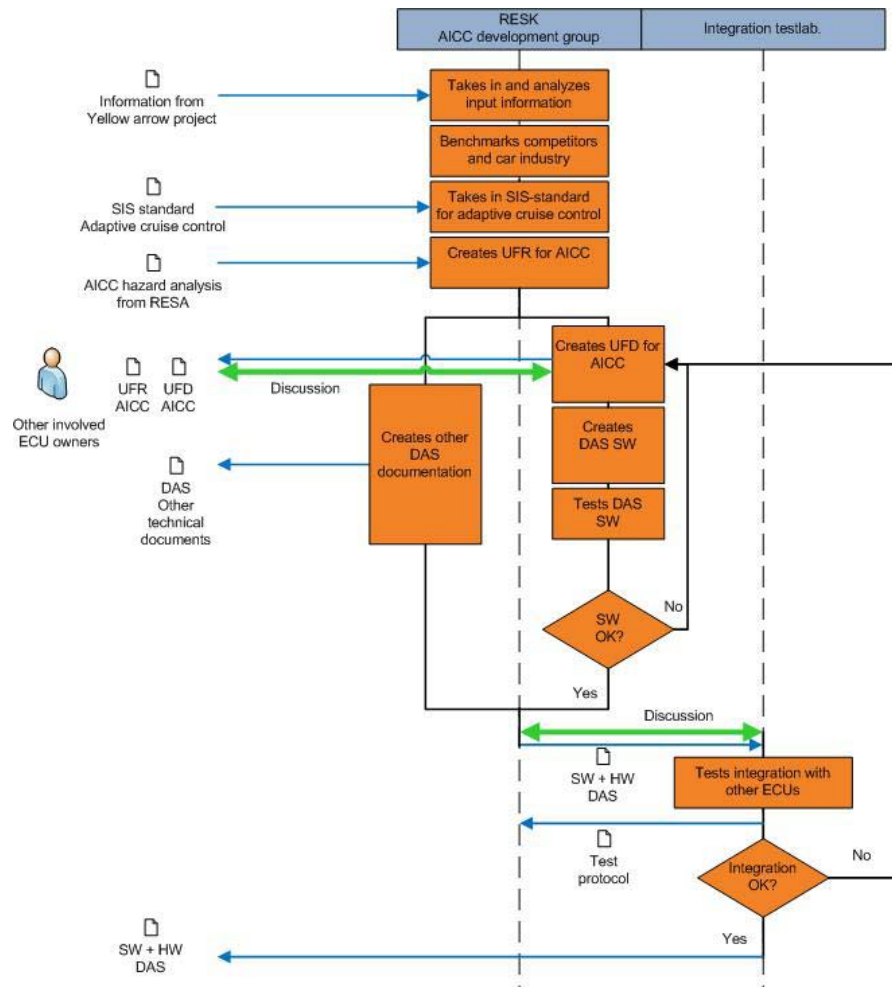 RESK
AICC development group
Integration testlab.
Information from
Yellow arrow project
Takes in and analyzes
input information
Benchmarks competitors
and car industry
SIS standard
Adaptive cruise control
Takes in SIS-standard
for adaptive cruise control
AICC hazard analysis
from RESA
Creates UFR for AICC
Creates UFD for
AICC
Discussion
UFR
AICC
UFD
AICC
Other involved
ECU owners
Creates other
DAS
documentation
Creates
DAS SW
DAS
Other
technical
documents
Tests DAS
SW
SW
OK?
No
Yes
Discussion
SW + HW
DAS
Tests integration with
other ECUs
Test
protocol
Integration
OK?
No
Yes
SW + HW
DAS